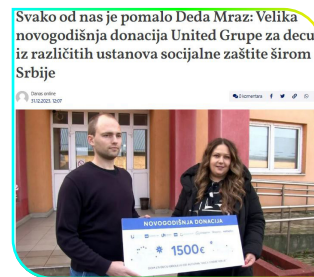 Svako od nas je pomalo Deda Mraz: Velika
novogodišnja donacija United Grupe za decu
iz različitih ustanova socijalne zaštite širom
Srbije
Danas online
31.12.2023. 12:07
0 komentara
NOVOGODIŠNJA DONACIJA
1500€